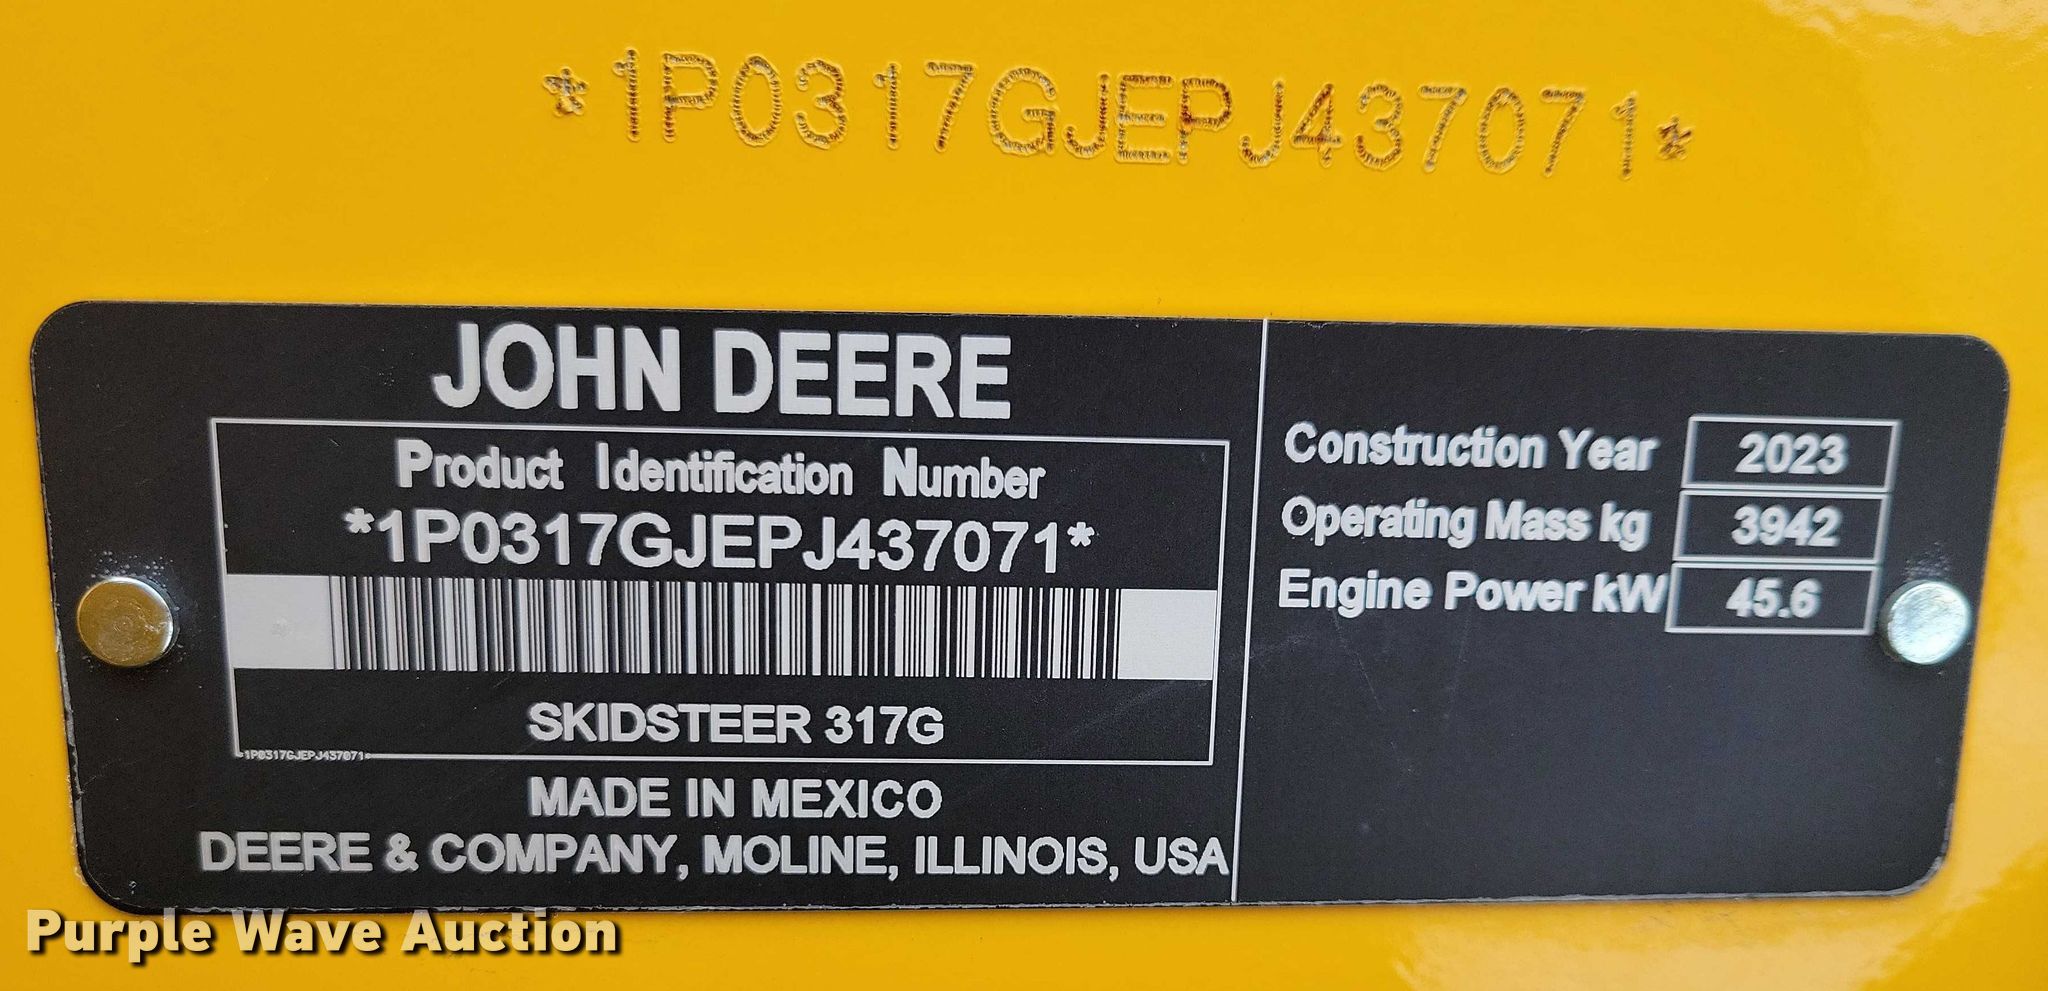 *1P0317GJEPJ437071*
JOHN DEERE
Product Identification Number
*1P0317GJEPJ437071*
SKIDSTEER 317G
*1P0317GJEPJ437071*
MADE IN MEXICO
DEERE & COMPANY, MOLINE, ILLINOIS, USA
Construction Year 2023
Operating Mass kg 3942
Engine Power kW 45.6
Purple Wave Auction